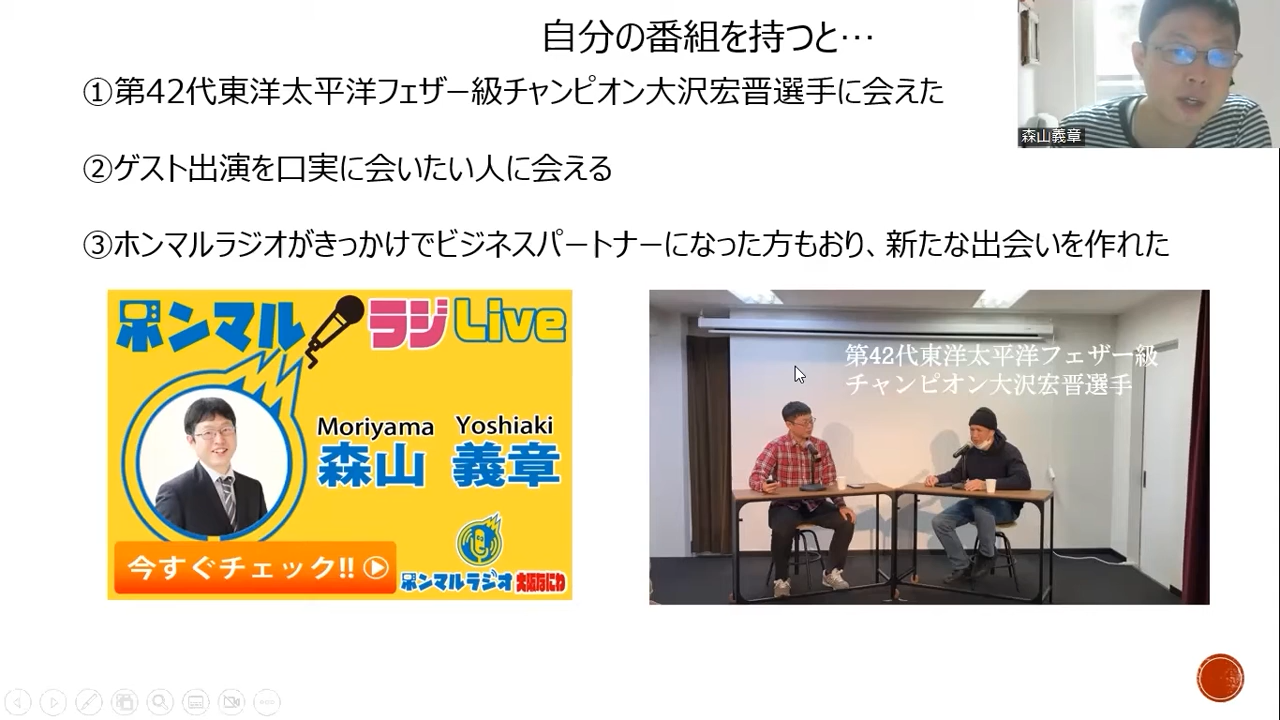 自分の番組を持つと…
①第42代東洋太平洋フェザー級チャンピオン大沢宏晋選手に会えた
森山義章
②ゲスト出演を口実に会いたい人に会える
③ホンマルラジオがきっかけでビジネスパートナーになった方もおり、新たな出会いを作れた
ホンマルラジLive
Moriyama Yoshiaki
森山 義章
今すぐチェック!!
ホンマルラジオ 大阪なにわ
第42代東洋太平洋フェザー級
チャンピオン大沢宏晋選手